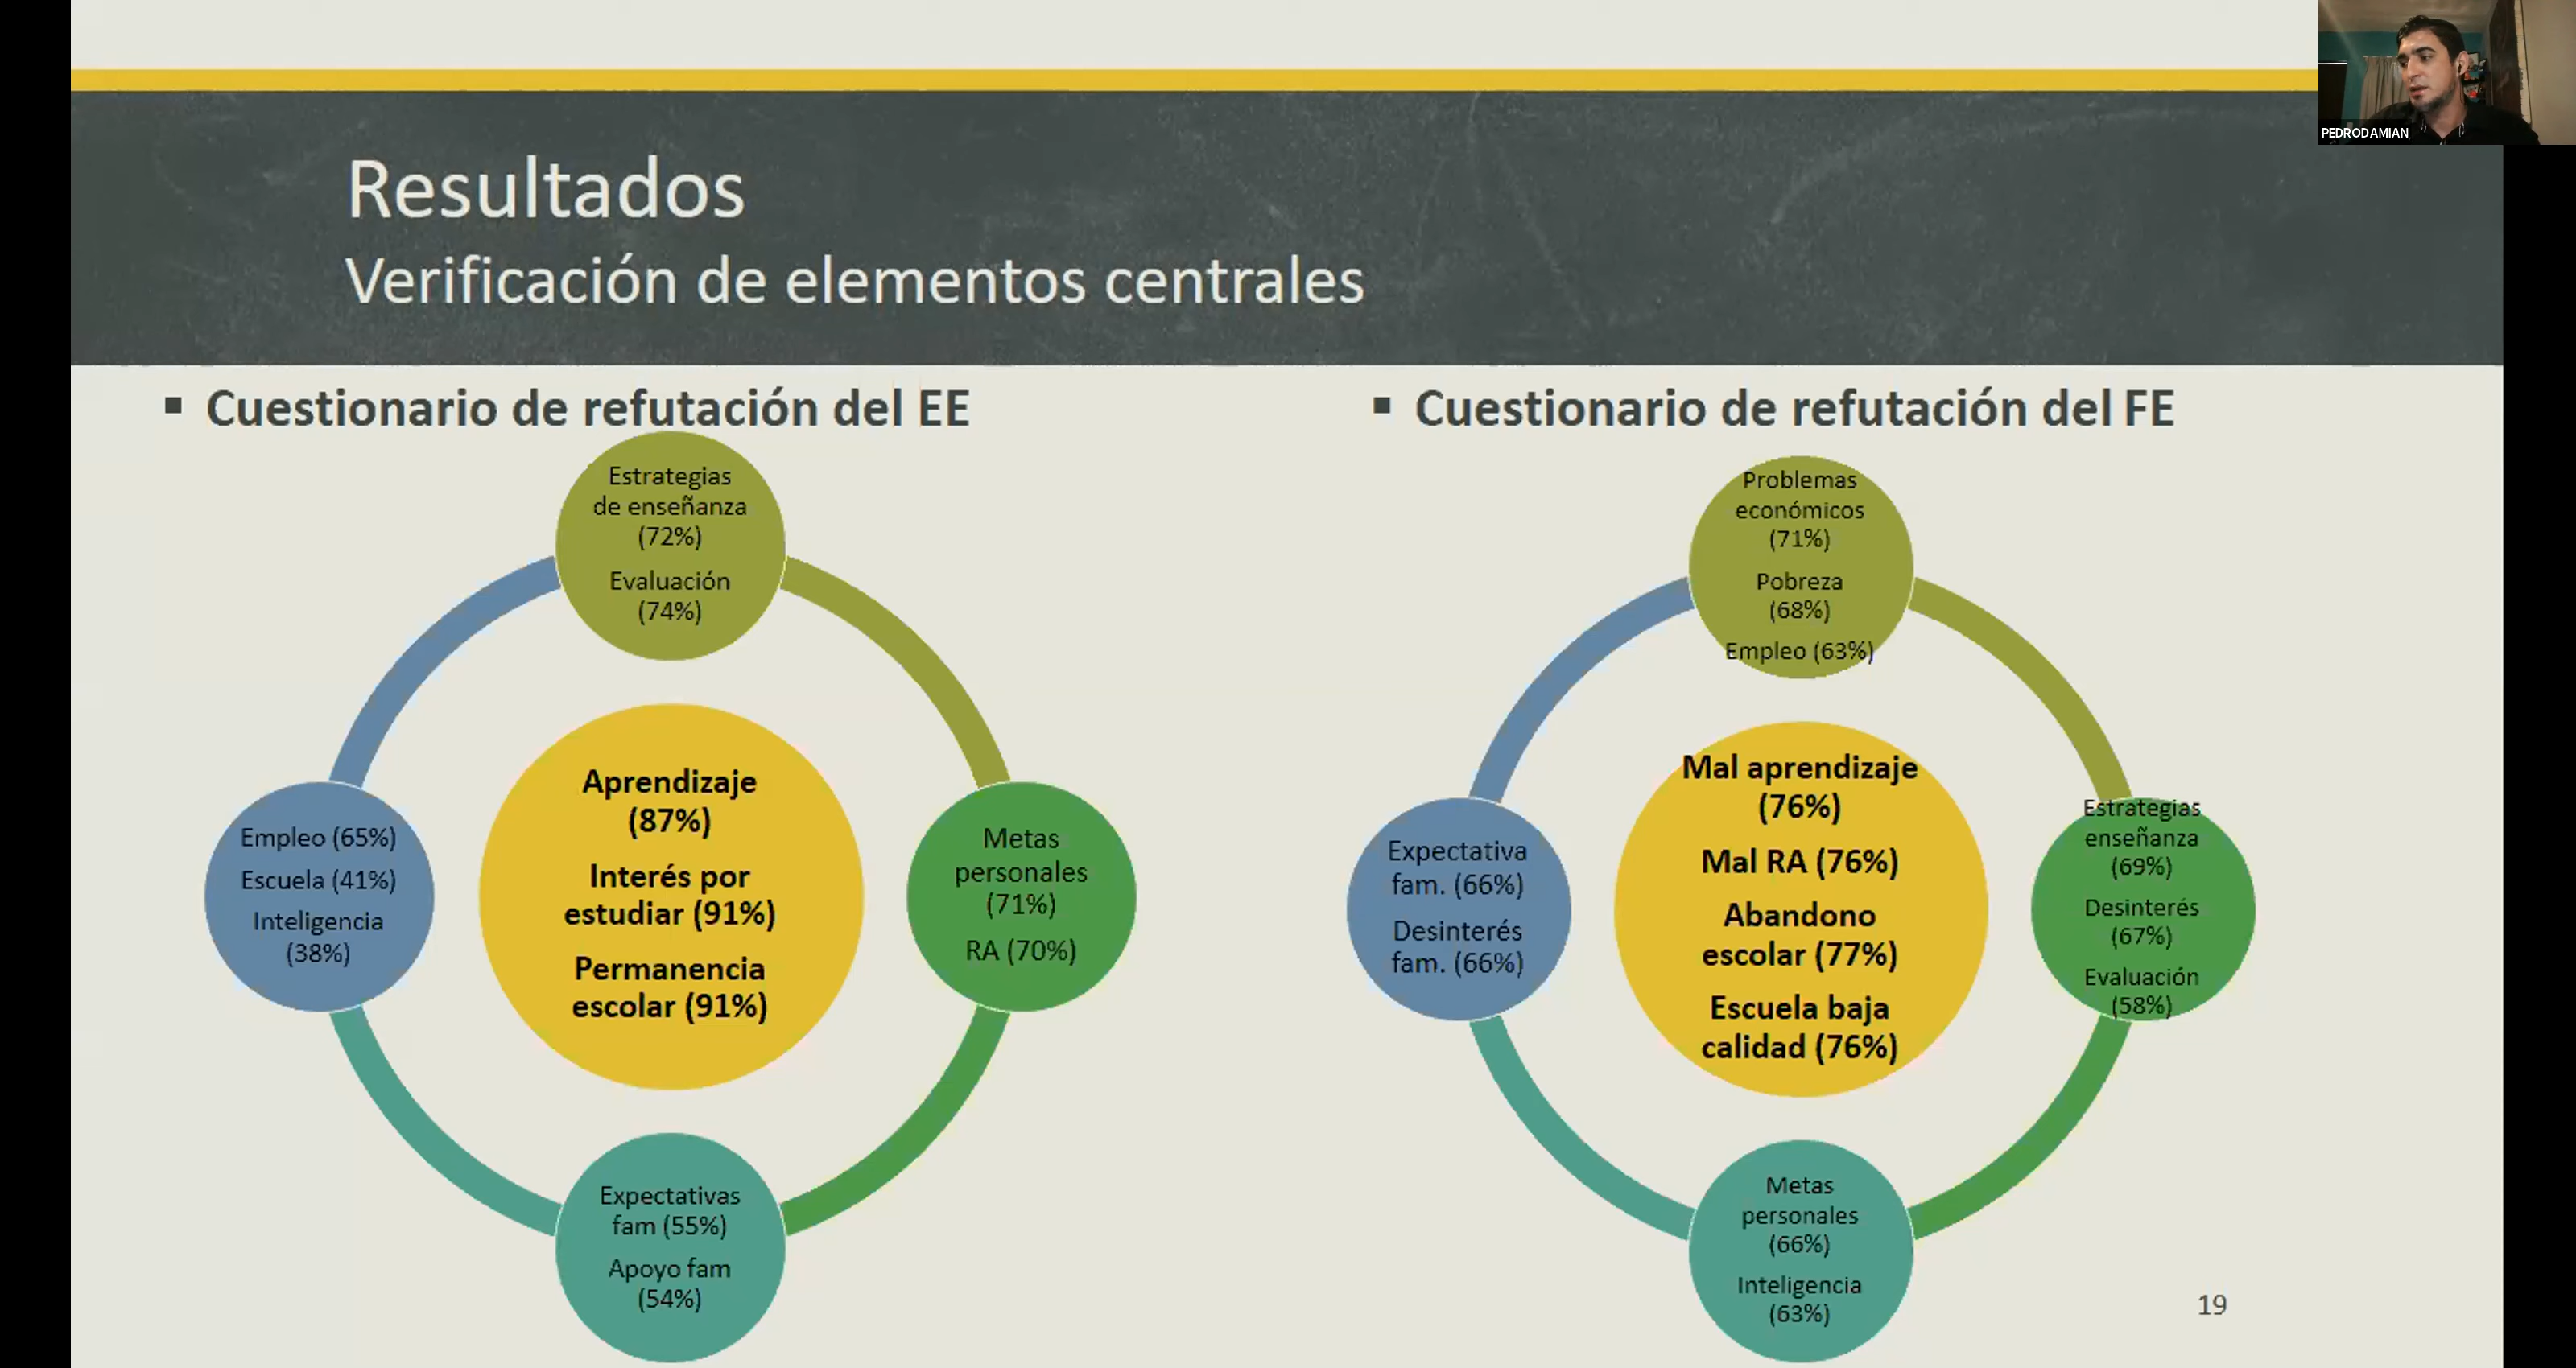 PEDRODAMIAN
Resultados
Verificación de elementos centrales
▪ Cuestionario de refutación del EE
Estrategias
de enseñanza
(72%)
Evaluación
(74%)
Empleo (65%)
Escuela (41%)
Inteligencia
(38%)
Aprendizaje
(87%)
Interés por
estudiar (91%)
Permanencia
escolar (91%)
Metas
personales
(71%)
RA (70%)
Expectativas
fam (55%)
Apoyo fam
(54%)
▪ Cuestionario de refutación del FE
Problemas
económicos
(71%)
Pobreza
(68%)
Empleo (63%)
Expectativa
fam. (66%)
Desinterés
fam. (66%)
Mal aprendizaje
(76%)
Mal RA (76%)
Abandono
escolar (77%)
Escuela baja
calidad (76%)
Estrategias
enseñanza
(69%)
Desinterés
(67%)
Evaluación
(58%)
Metas
personales
(66%)
Inteligencia
(63%)
19